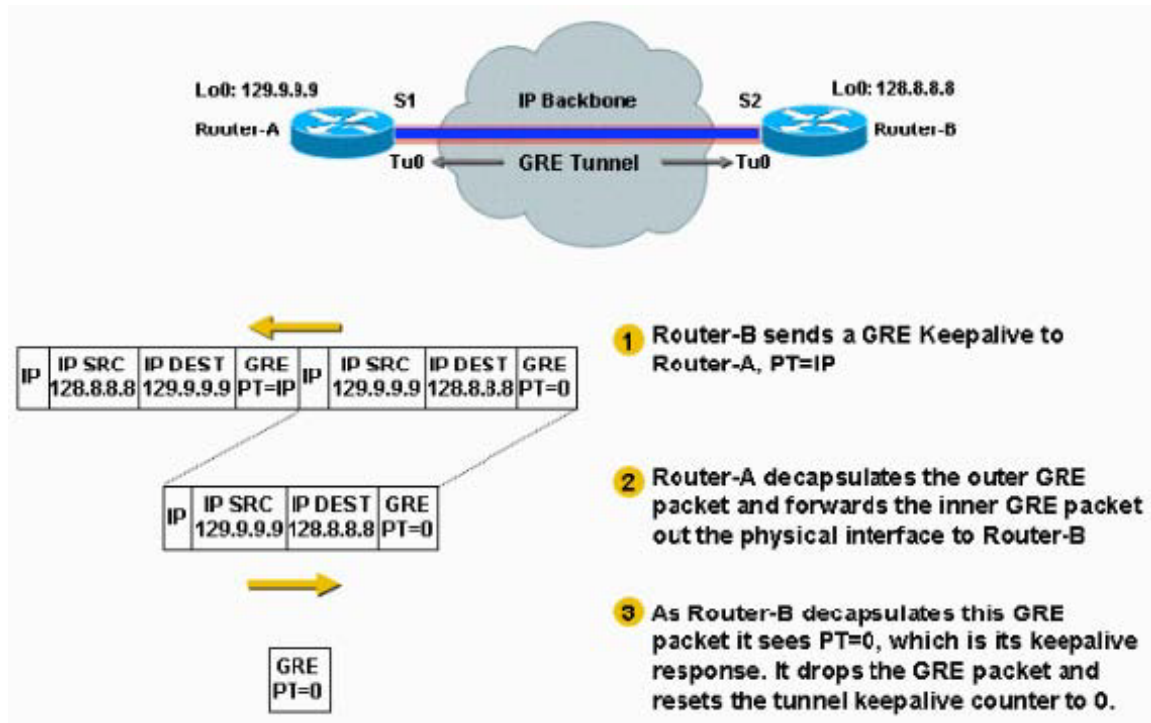 Lo0: 129.9.9.9
S1
IP Backbone
S2
Lo0: 128.8.8.8
Router-A
Router-B
Tu0
GRE Tunnel
Tu0
IP
IP SRC
128.8.8.8
IP DEST
129.9.9.9
GRE
PT=IP
IP
IP SRC
129.9.9.9
IP DEST
128.8.8.8
GRE
PT=0
1 Router-B sends a GRE Keepalive to
Router-A, PT=IP
IP
IP SRC
129.9.9.9
IP DEST
128.8.8.8
GRE
PT=0
2 Router-A decapsulates the outer GRE
packet and forwards the inner GRE packet
out the physical interface to Router-B
GRE
PT=0
3 As Router-B decapsulates this GRE
packet it sees PT=0, which is its keepalive
response. It drops the GRE packet and
resets the tunnel keepalive counter to 0.